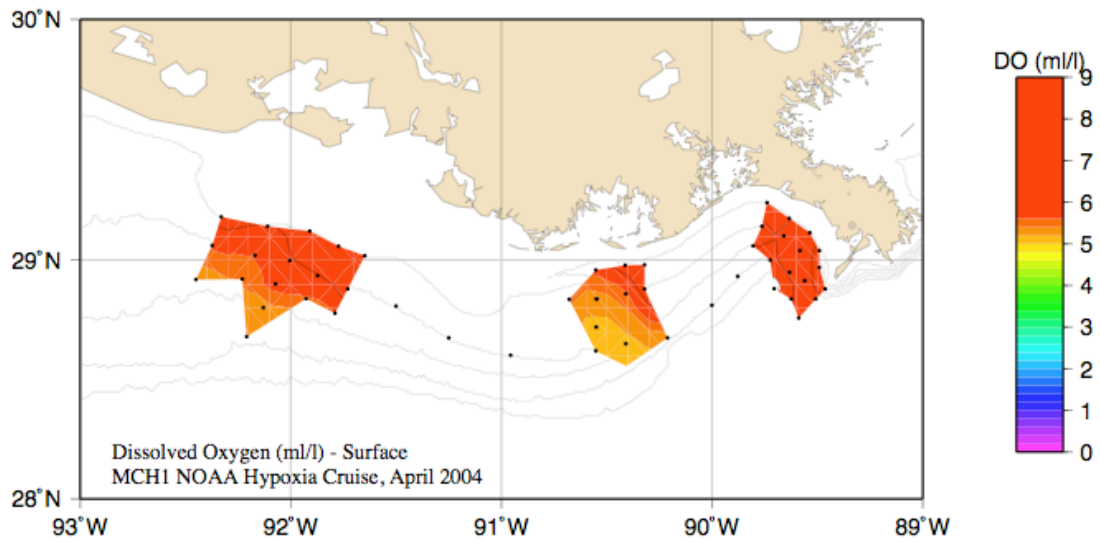 30°N
29°N
28°N
93°W
92°W
91°W
90°W
89°W
Dissolved Oxygen (ml/l) - Surface
MCH1 NOAA Hypoxia Cruise, April 2004
DO (ml/l)
9
8
7
6
5
4
3
2
1
0